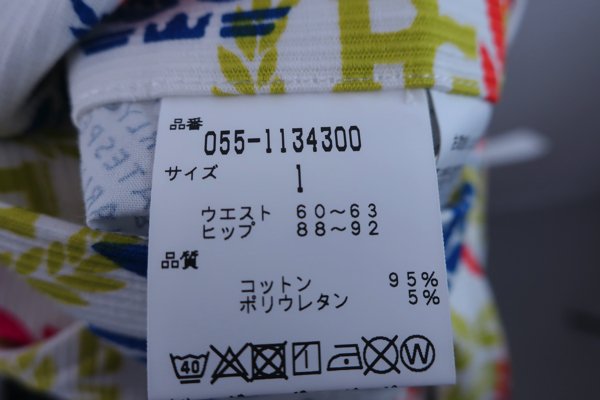 品番
055-1134300
サイズ
1
ウエスト 60～63
ヒップ 88～92
品質
コットン 95%
ポリウレタン 5%
40 1 W